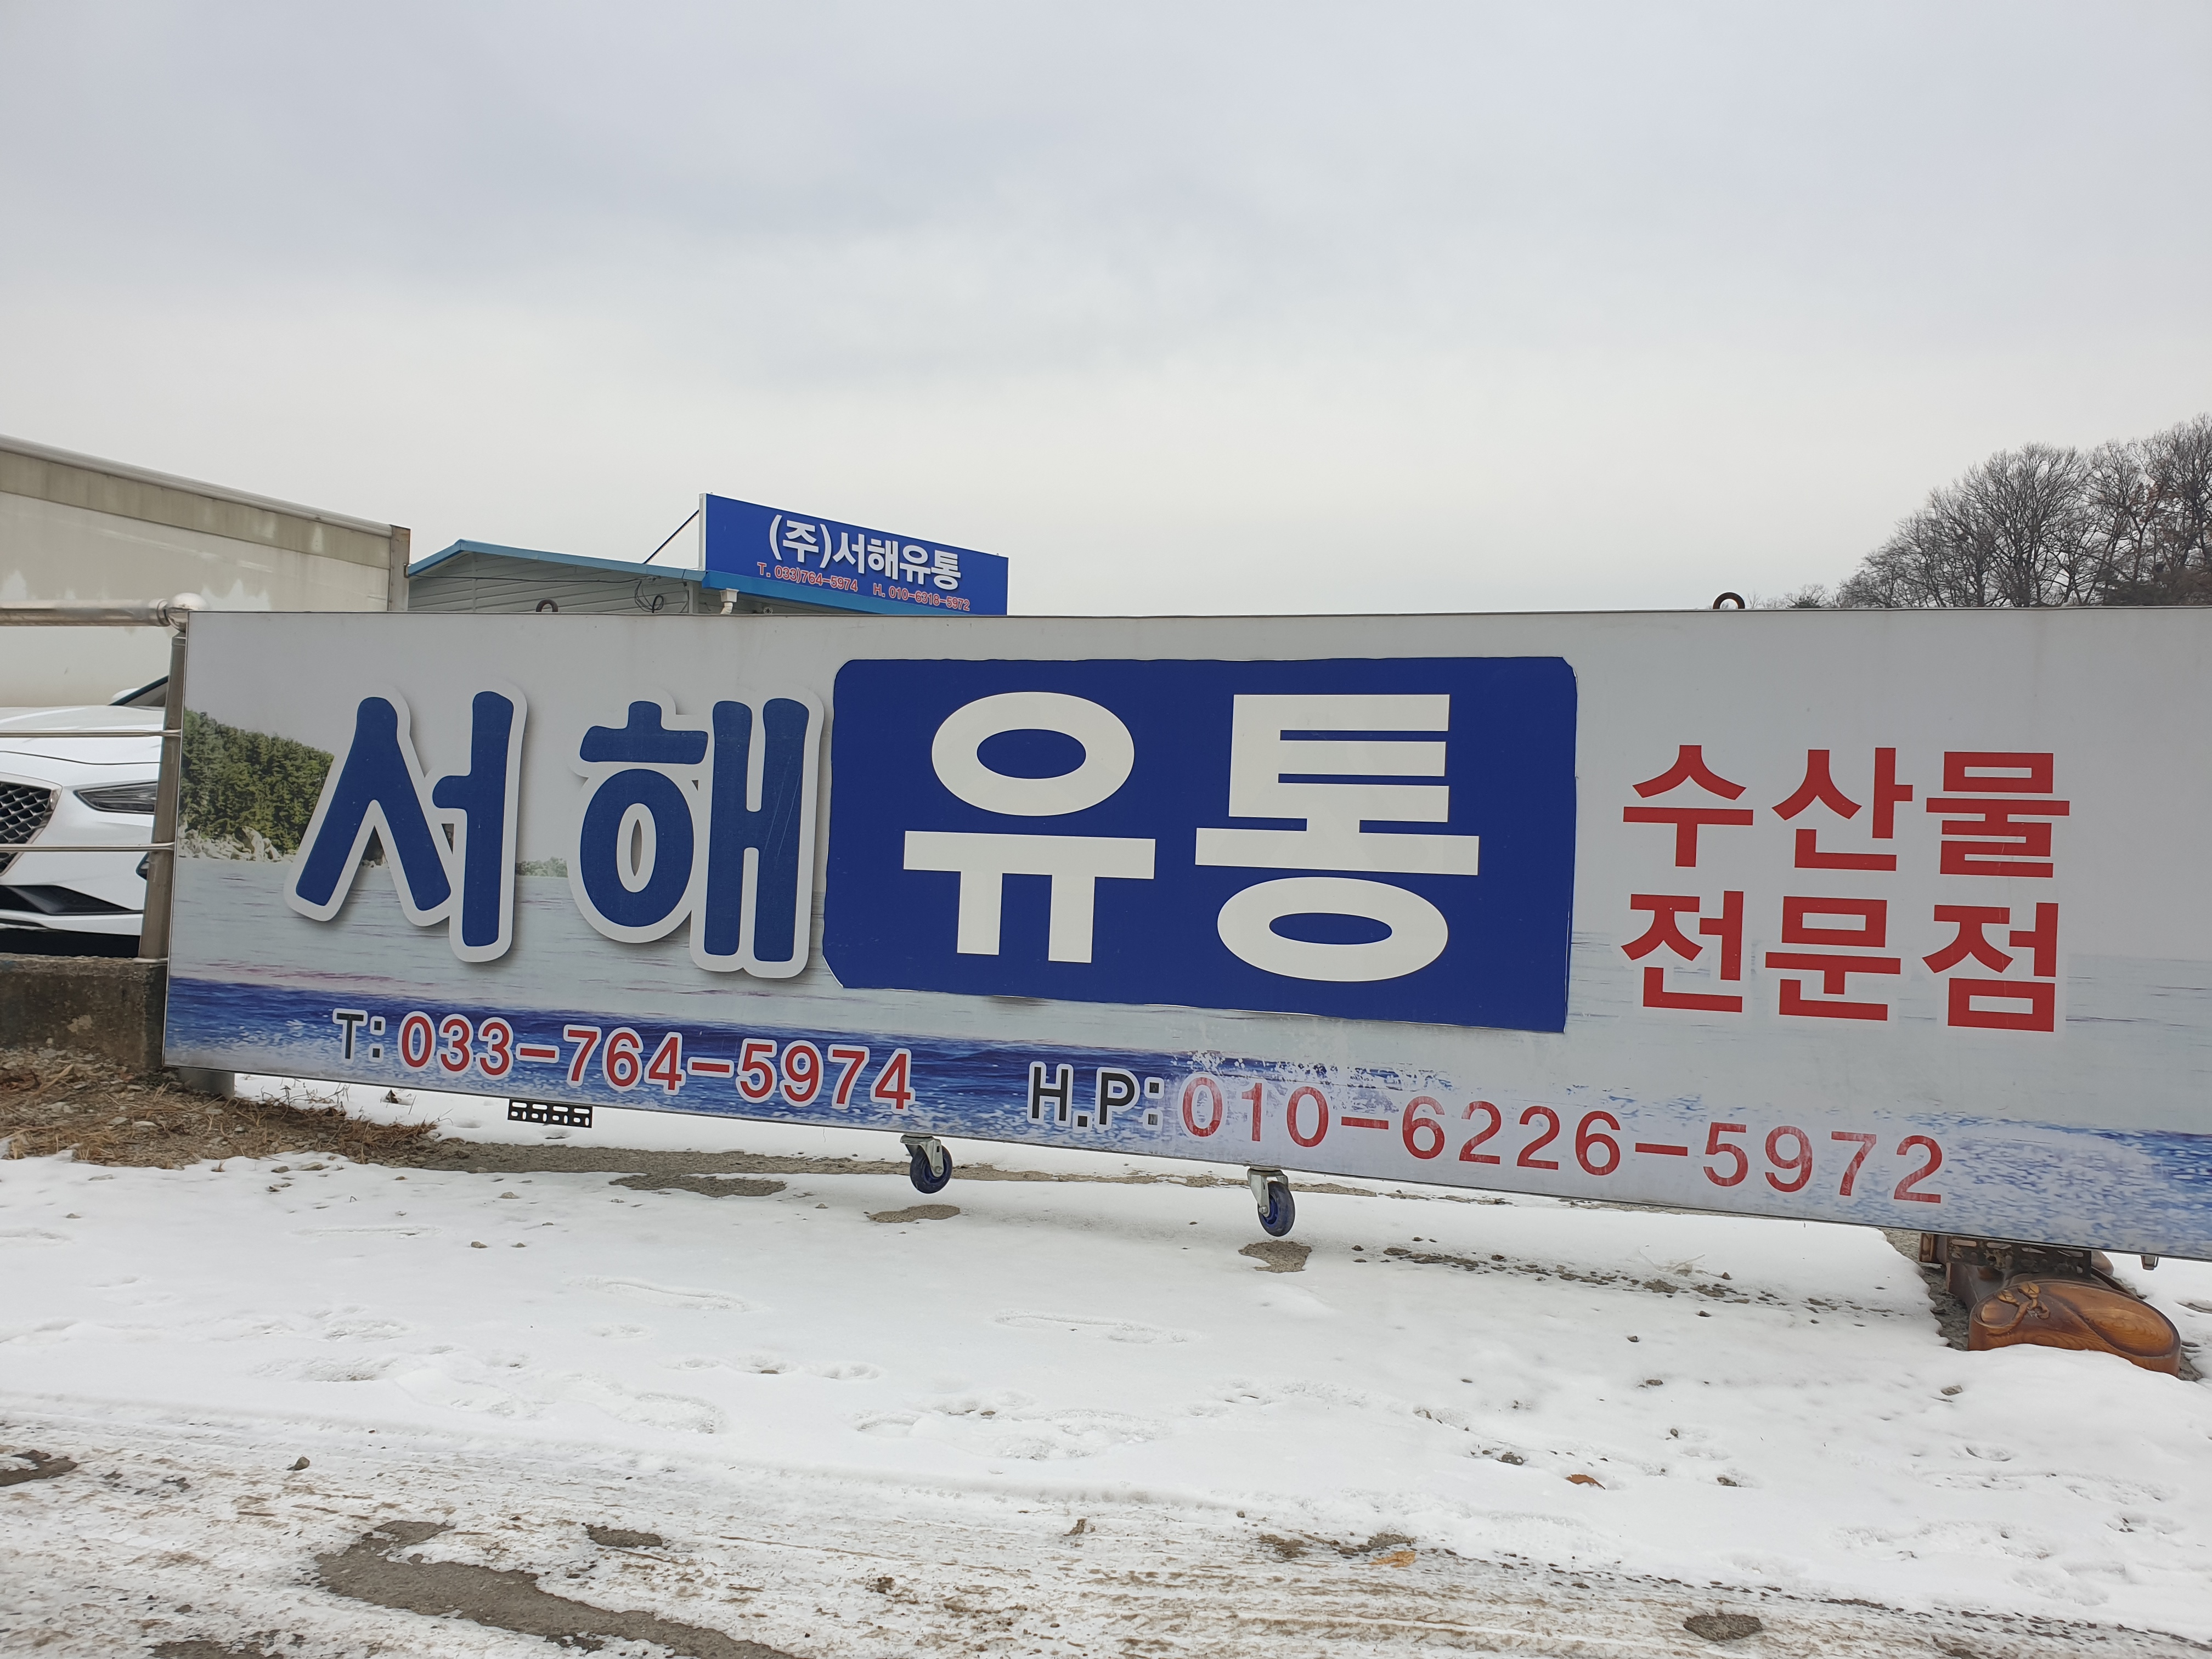 (주)서해유통
T. 033)764-5974 H. 010-6318-5972
서해유통
수산물
전문점
T: 033-764-5974 H.P: 010-6226-5972